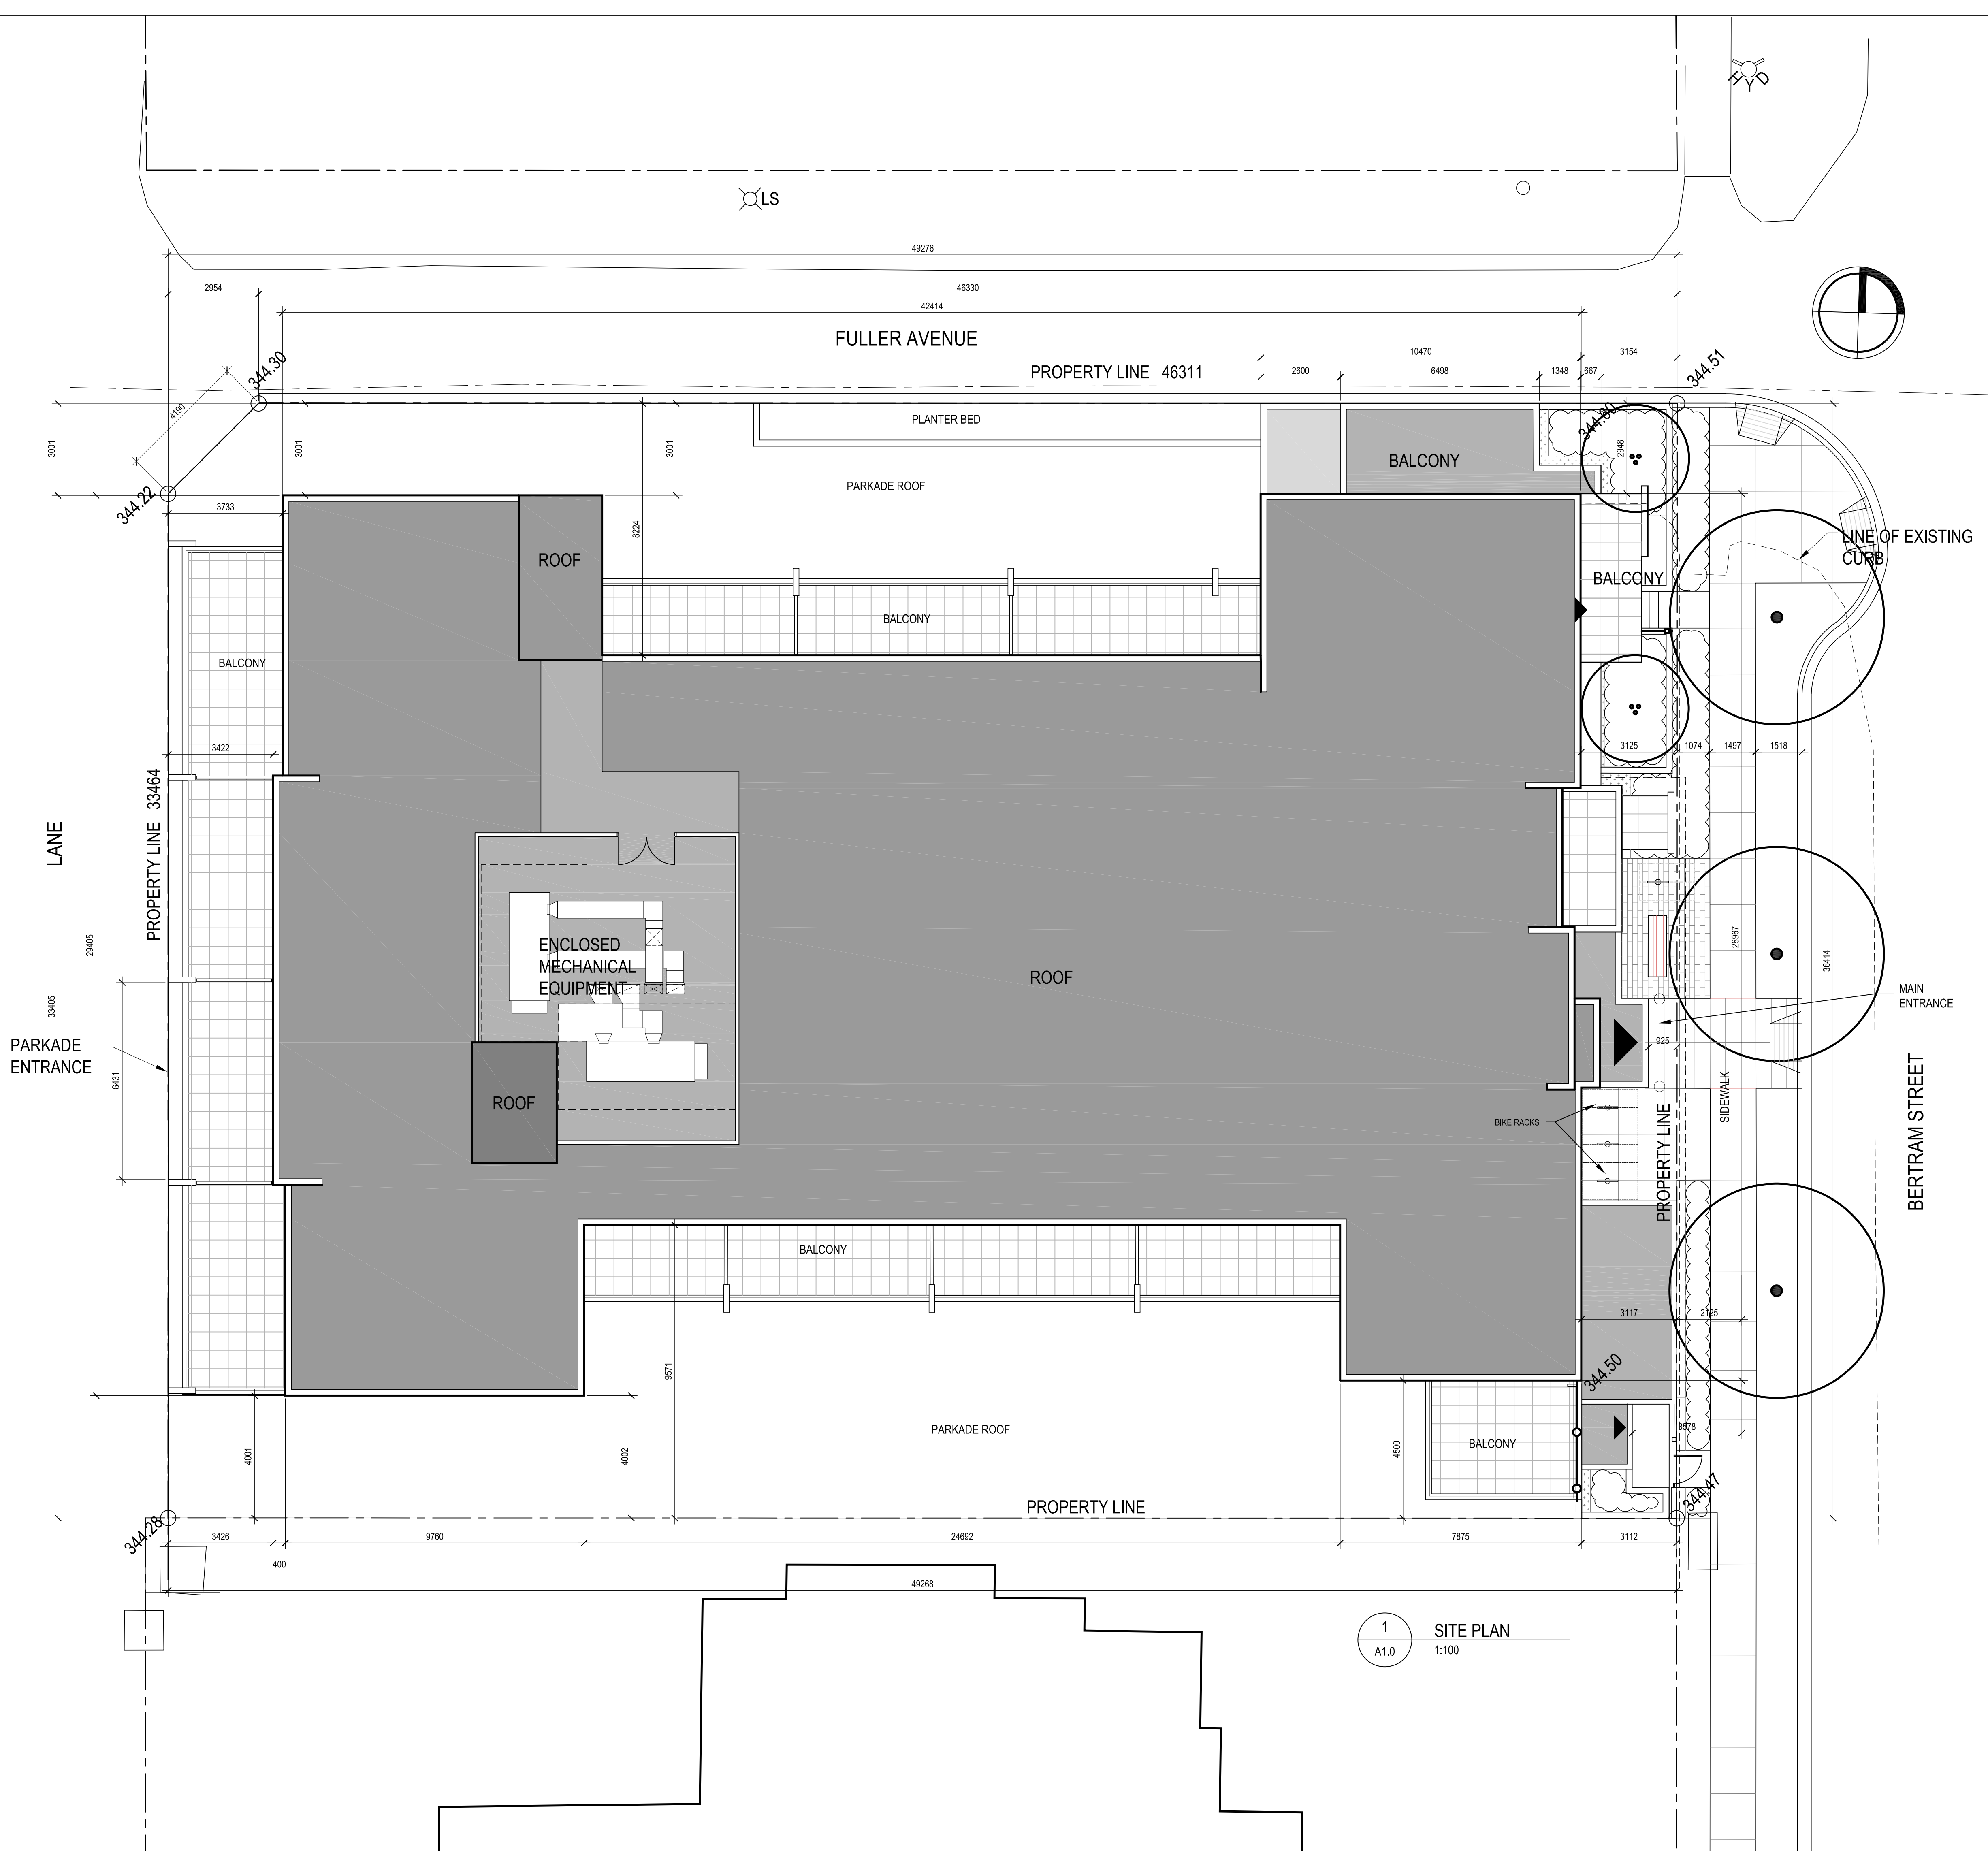 HYD
LS
49276
2954
46330
42414
FULLER AVENUE
10470
3154
344.30
344.51
PROPERTY LINE 46311
2600
6498
1348
667
4190
344.60
PLANTER BED
3001
3001
3001
2948
BALCONY
344.22
PARKADE ROOF
3733
8224
LINE OF EXISTING
CURB
ROOF
BALCONY
BALCONY
BALCONY
3422
3125
1074
1497
1518
PROPERTY LINE 33464
LANE
29405
33405
ENCLOSED
MECHANICAL
EQUIPMENT
ROOF
28967
36414
MAIN
ENTRANCE
PARKADE
ENTRANCE
925
6431
ROOF
SIDEWALK
BERTRAM STREET
BIKE RACKS
PROPERTY LINE
BALCONY
3117
2125
9571
344.50
PARKADE ROOF
3578
4001
4002
4500
BALCONY
344.47
PROPERTY LINE
344.28
3426
9760
24692
7875
3112
400
49268
1
SITE PLAN
A1.0
1:100